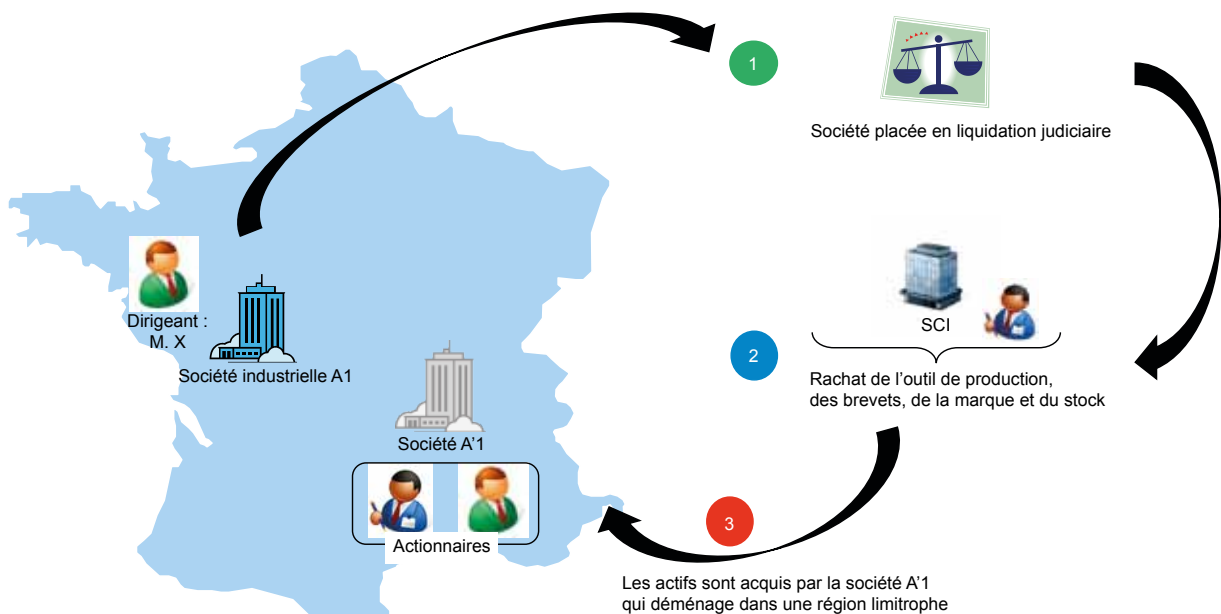 1
Société placée en liquidation judiciaire
Dirigeant :
M. X
Société industrielle A1
SCI
2
Rachat de l’outil de production,
des brevets, de la marque et du stock
Société A’1
Actionnaires
3
Les actifs sont acquis par la société A’1
qui déménage dans une région limitrophe